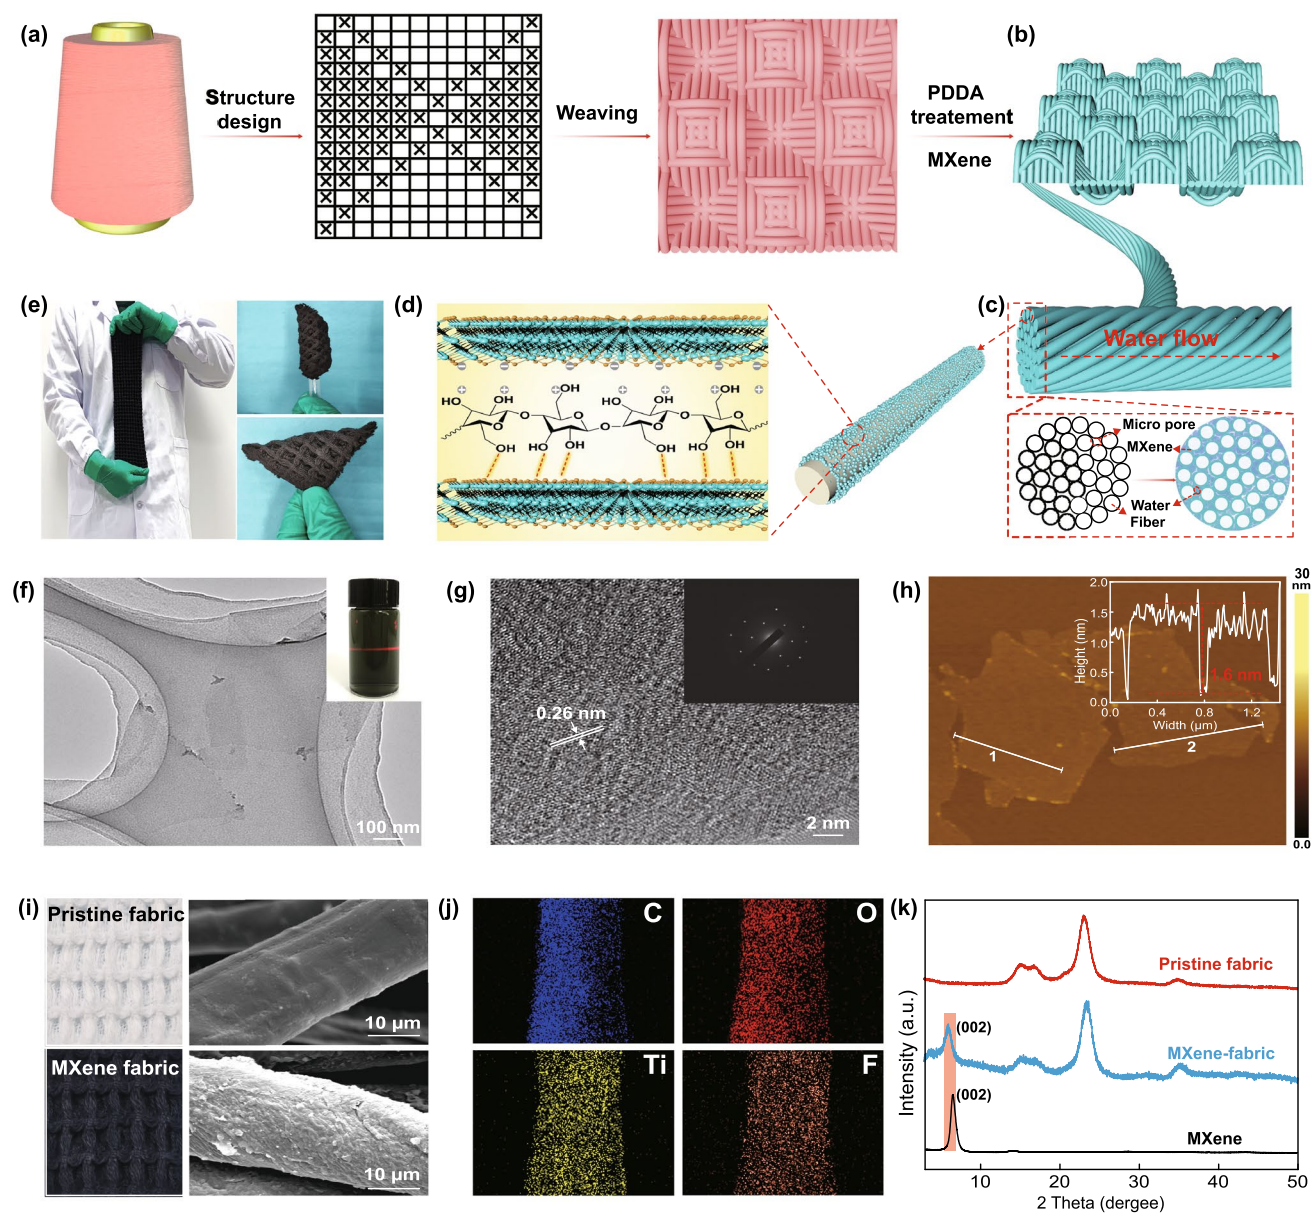 (a)
Structure
design
Weaving
PDDA
treatement
MXene
(b)
(e)
(d)
OH
HO
OH
OH
HO
OH
OH
HO
OH
HO
OH
OH
(c)
Water flow
Micro pore
MXene
Water
Fiber
(f)
100 nm
(g)
0.26 nm
2 nm
(h)
2.0
1.5
1.0
0.5
0.0
Height (nm)
1.6 nm
0.0 0.4 0.8 1.2
Width (μm)
1
2
30
nm
0.0
(i)
Pristine fabric
10 μm
MXene fabric
10 μm
(j)
C
O
Ti
F
(k)
Intensity (a.u.)
Pristine fabric
(002)
MXene-fabric
(002)
MXene
10 20 30 40 50
2 Theta (dergee)